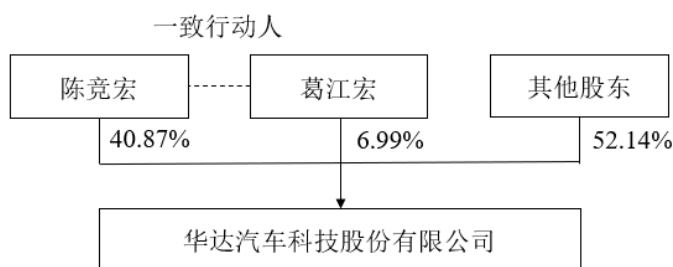 一致行动人
陈竞宏
葛江宏
其他股东
40.87%
6.99%
52.14%
华达汽车科技股份有限公司